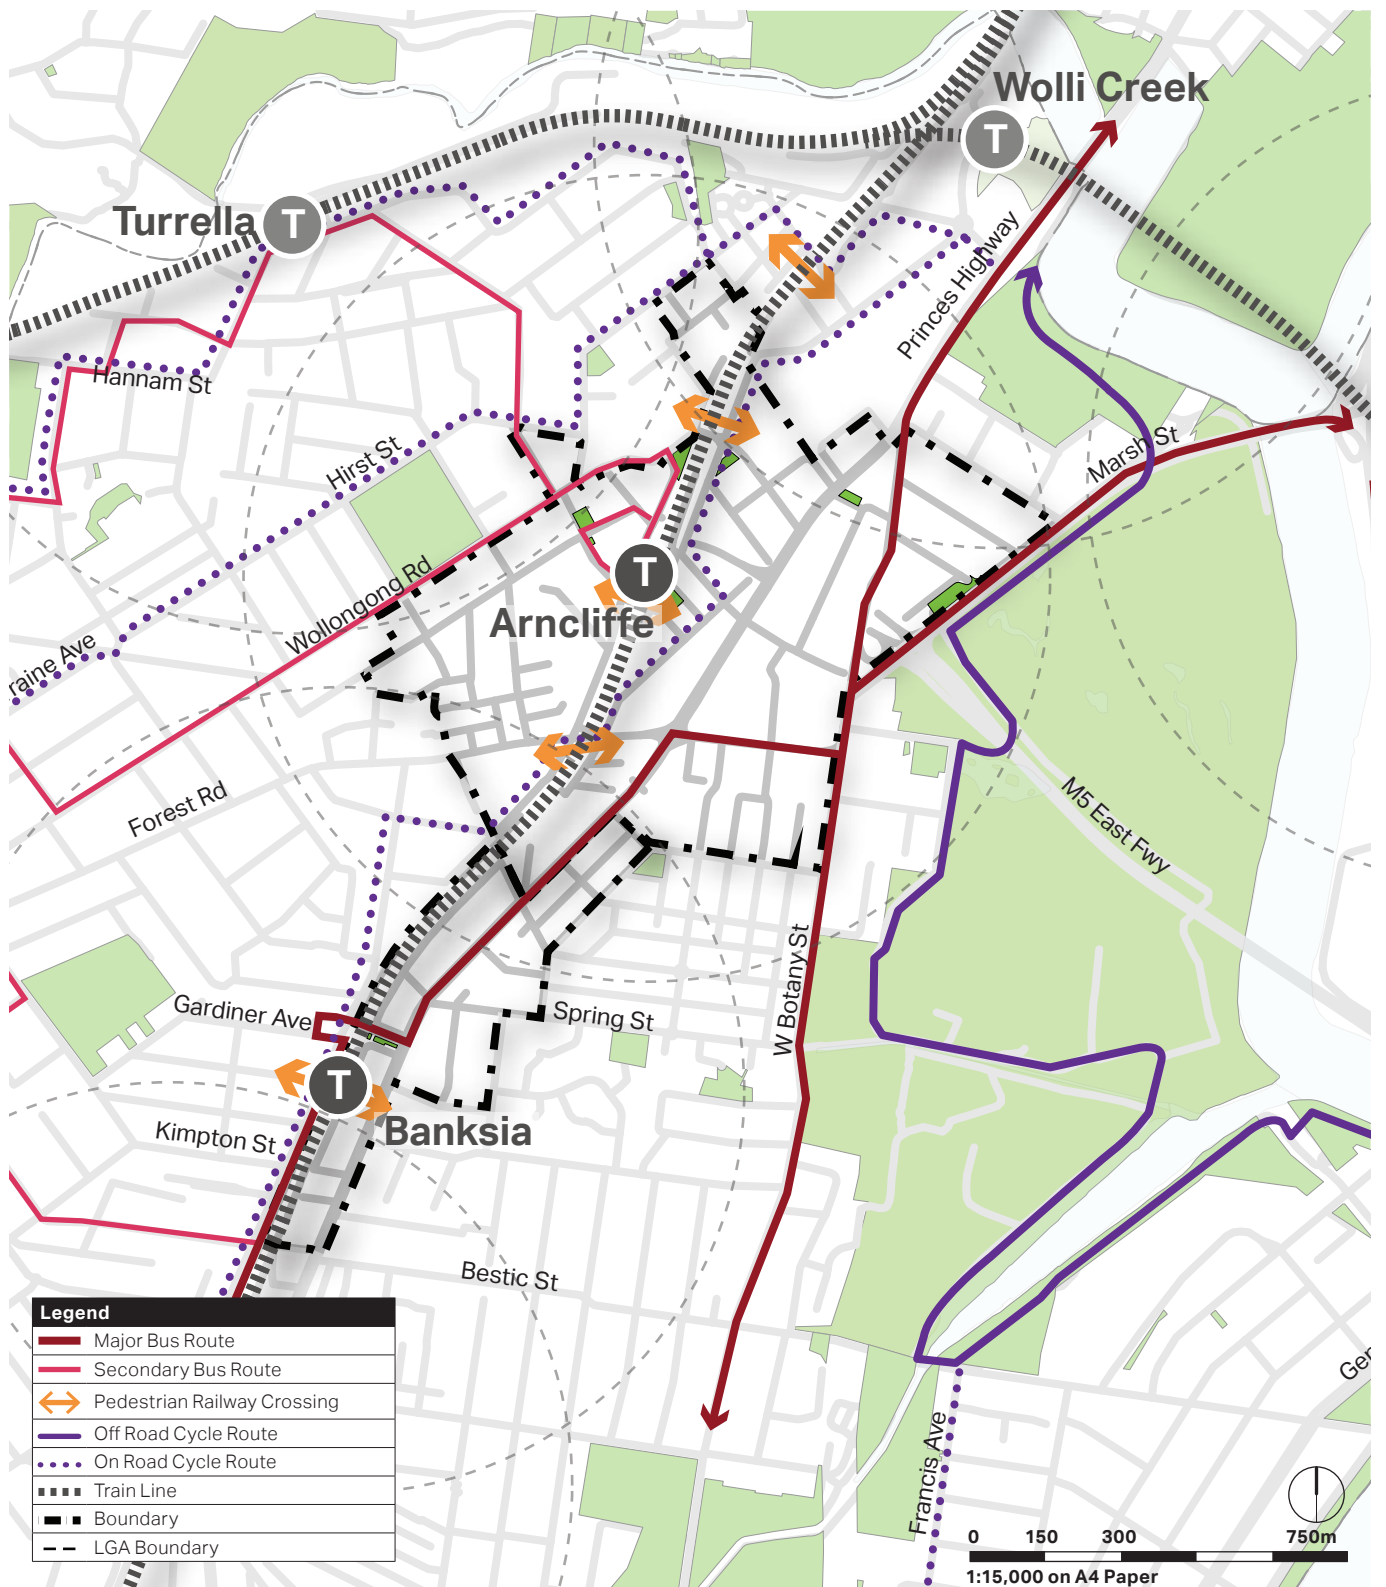 Wolli Creek
T
Turrella
T
Princes Highway
Hannam St
Hirst St
Marsh St
Wollongong Rd
T
Arncliffe
raine Ave
Forest Rd
M5 East Fwy
W Botany St
Gardiner Ave
Spring St
T
Banksia
Kimpton St
Bestic St
Ger
Francis Ave
Legend
Major Bus Route
Secondary Bus Route
Pedestrian Railway Crossing
Off Road Cycle Route
On Road Cycle Route
Train Line
Boundary
LGA Boundary
0 150 300 750m
1:15,000 on A4 Paper